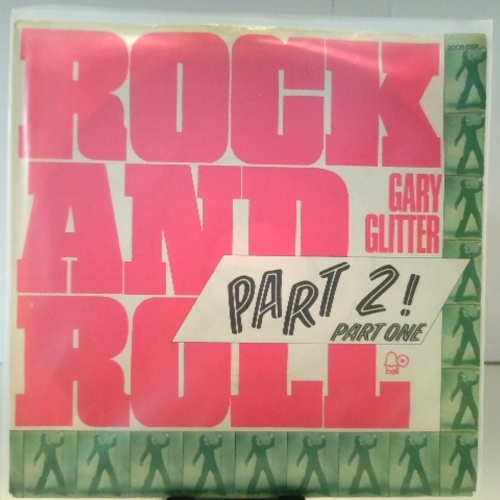 ROCK
AND
ROLL
GARY
GLITTER
PART 2!
PART ONE
bell